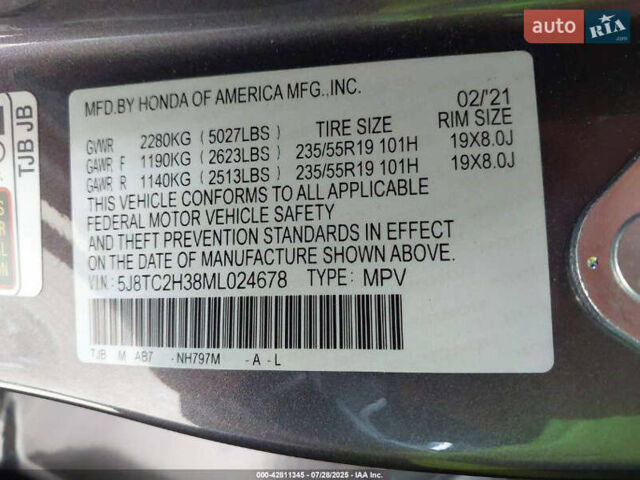 auto RIA.com
TJB JB
MFD.BY HONDA OF AMERICA MFG.,INC.
02/'21
GVWR 2280KG (5027LBS) TIRE SIZE RIM SIZE
GAWR F 1190KG (2623LBS) 235/55R19 101H 19X8.0J
GAWR R 1140KG (2513LBS) 235/55R19 101H 19X8.0J
THIS VEHICLE CONFORMS TO ALL APPLICABLE
FEDERAL MOTOR VEHICLE SAFETY
AND THEFT PREVENTION STANDARDS IN EFFECT
ON THE DATE OF MANUFACTURE SHOWN ABOVE.
V.I.N.: 5J8TC2H38ML024678 TYPE: MPV
TJB M AB7 -NH797M -A -L
000-42811345 - 07/28/2025 - IAAI.COM